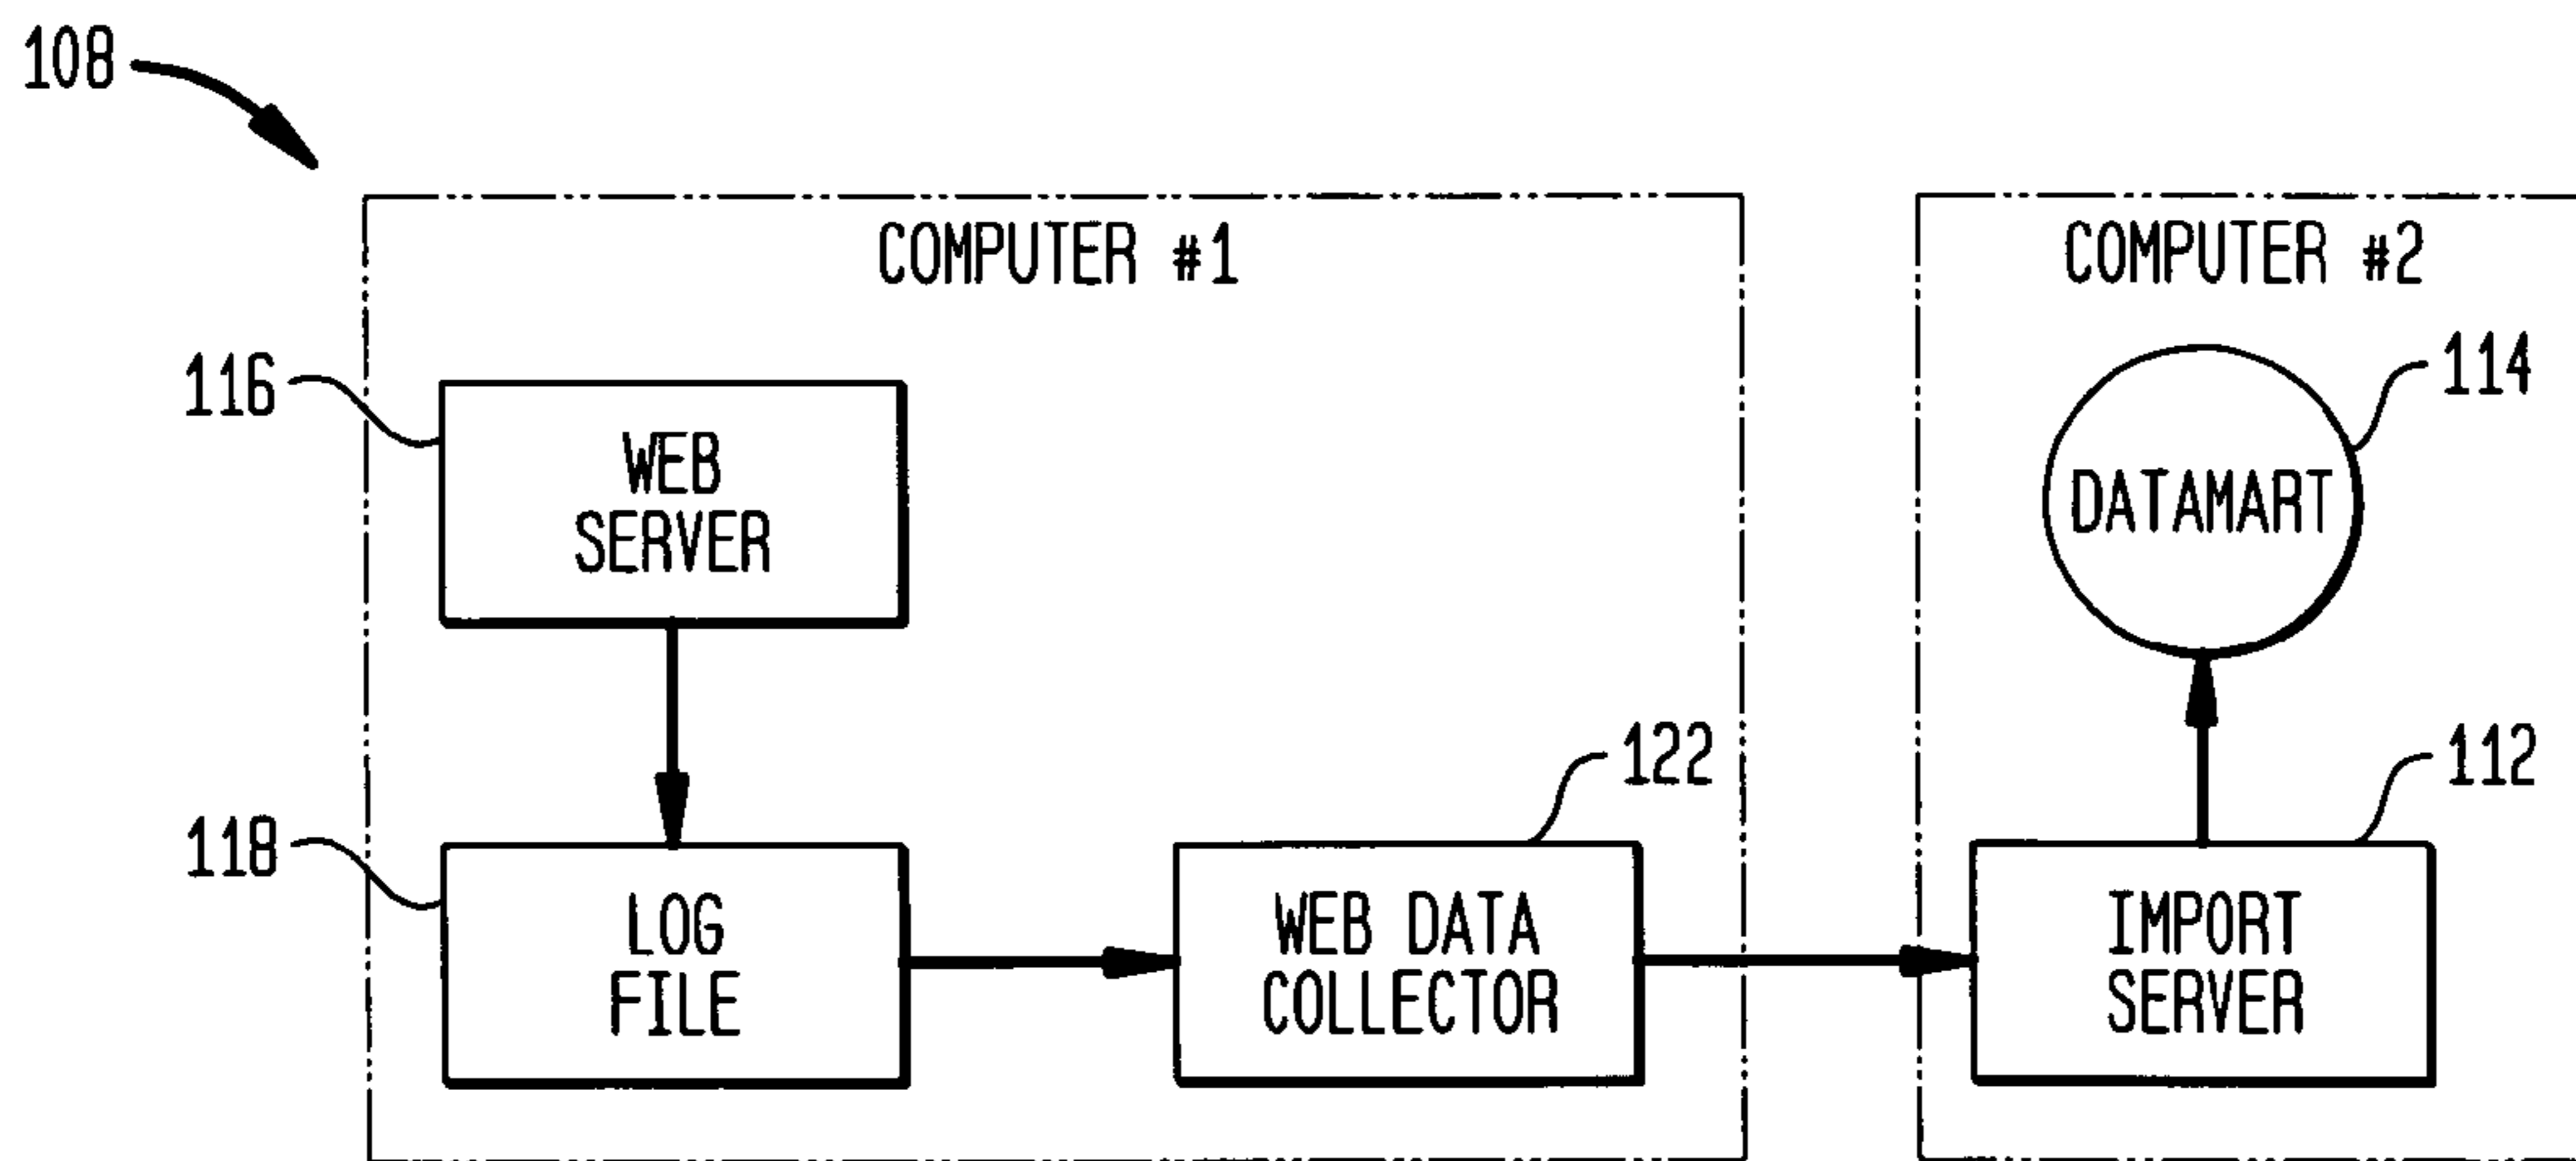 108
COMPUTER #1
COMPUTER #2
116
WEB
SERVER
114
DATAMART
122
112
118
LOG
FILE
WEB DATA
COLLECTOR
IMPORT
SERVER